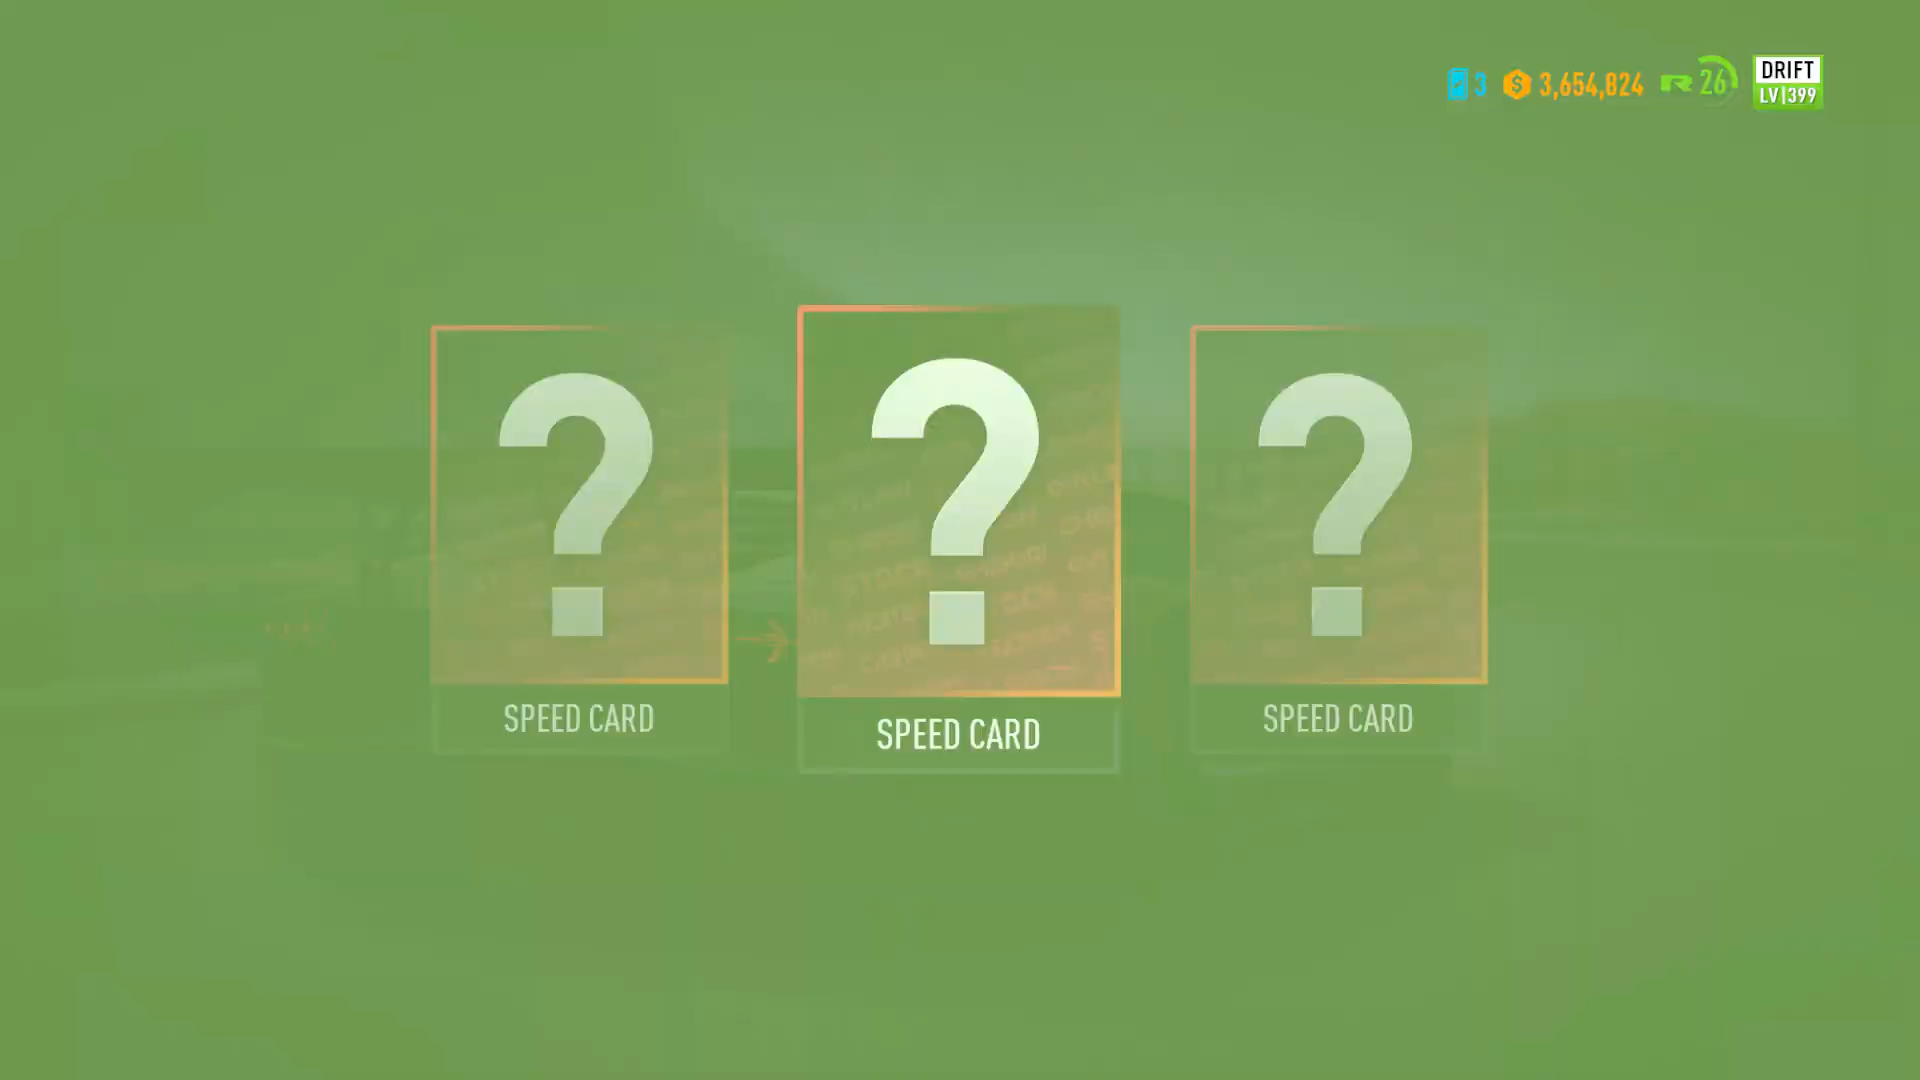 3 3,654,824 R 26 DRIFT
LV|399
? ? ?
SPEED CARD SPEED CARD SPEED CARD